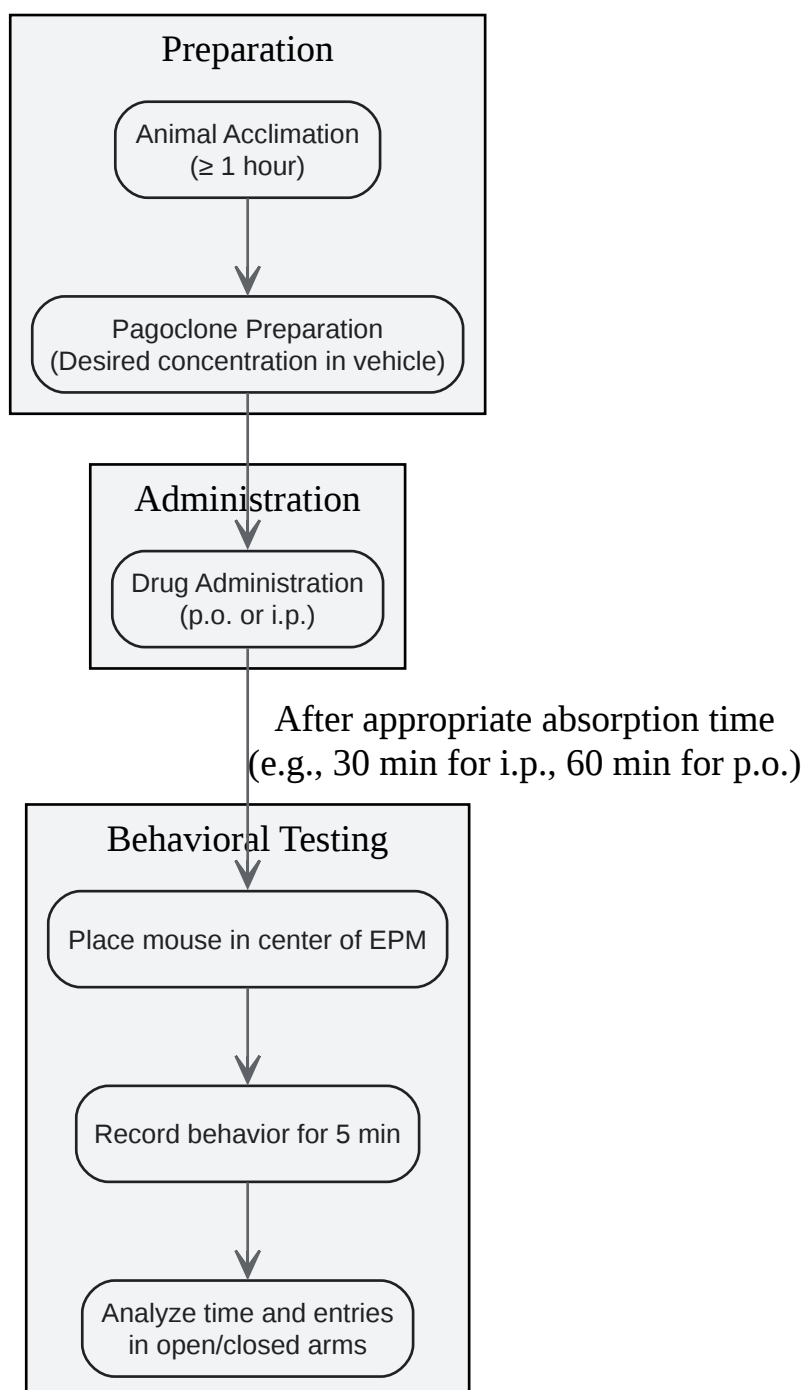 Preparation
Animal Acclimation
(≥ 1 hour)
Pagoclone Preparation
(Desired concentration in vehicle)
Administration
Drug Administration
(p.o. or i.p.)
After appropriate absorption time
(e.g., 30 min for i.p., 60 min for p.o.)
Behavioral Testing
Place mouse in center of EPM
Record behavior for 5 min
Analyze time and entries
in open/closed arms